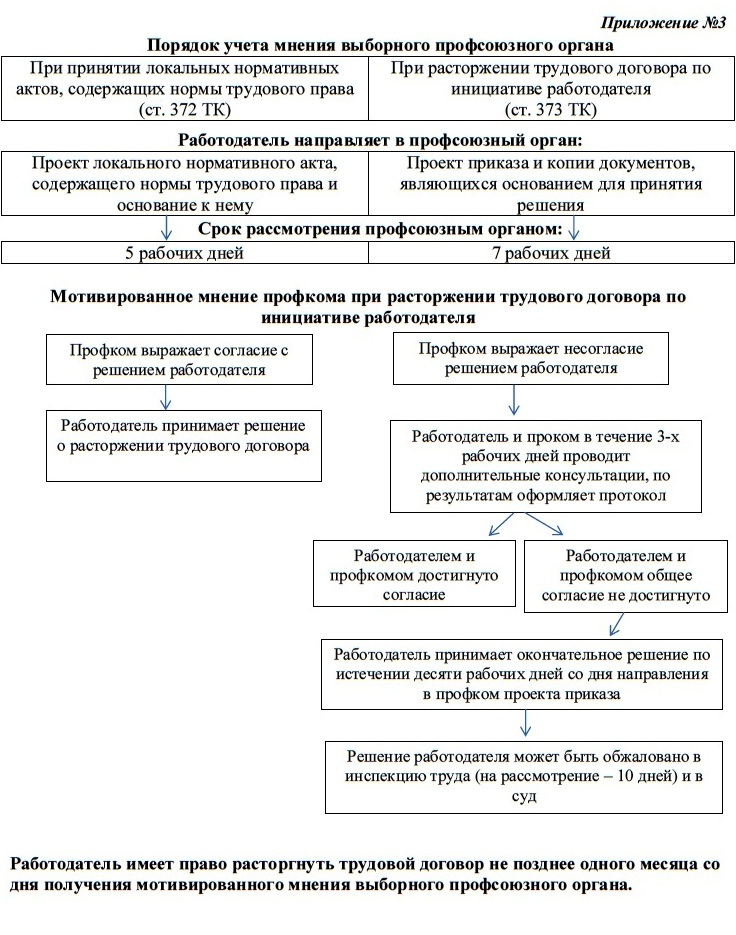 Приложение №3
Порядок учета мнения выборного профсоюзного органа
При принятии локальных нормативных
актов, содержащих нормы трудового права
(ст. 372 ТК)
При расторжении трудового договора по
инициативе работодателя
(ст. 373 ТК)
Работодатель направляет в профсоюзный орган:
Проект локального нормативного акта,
содержащего нормы трудового права и
основание к нему
Проект приказа и копии документов,
являющихся основанием для принятия
решения
Срок рассмотрения профсоюзным органом:
5 рабочих дней
7 рабочих дней
Мотивированное мнение профкома при расторжении трудового договора по
инициативе работодателя
Профком выражает согласие с
решением работодателя
Профком выражает несогласие
решением работодателя
Работодатель принимает решение
о расторжении трудового договора
Работодатель и проком в течение 3-х
рабочих дней проводит
дополнительные консультации, по
результатам оформляет протокол
Работодателем и
профкомом достигнуто
согласие
Работодателем и
профкомом общее
согласие не достигнуто
Работодатель принимает окончательное решение по
истечении десяти рабочих дней со дня направления
в профком проекта приказа
Решение работодателя может быть обжаловано в
инспекцию труда (на рассмотрение – 10 дней) и в
суд
Работодатель имеет право расторгнуть трудовой договор не позднее одного месяца со
дня получения мотивированного мнения выборного профсоюзного органа.